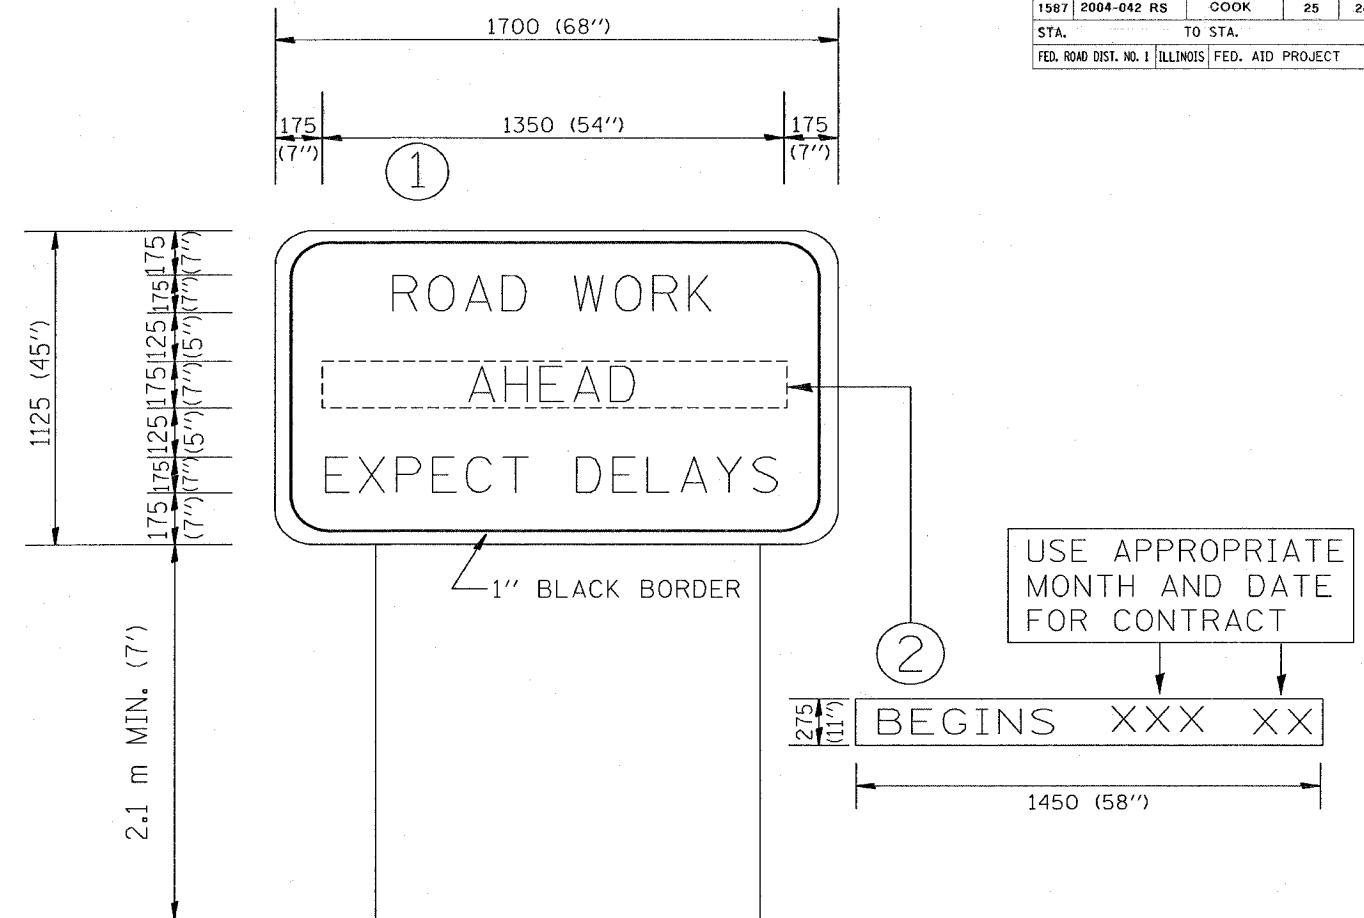 1587 2004-042 RS COOK 25
STA. TO STA.
FED. ROAD DIST. NO. 1 ILLINOIS FED. AID PROJECT
1700 (68")
175 (7")
1350 (54")
175 (7")
1
1125 (45")
175 (7")
175 (7")
125 (5")
175 (7")
125 (5")
175 (7")
175 (7")
ROAD WORK
AHEAD
EXPECT DELAYS
1" BLACK BORDER
2.1 m MIN. (7')
USE APPROPRIATE
MONTH AND DATE
FOR CONTRACT
2
275 (11")
BEGINS XXX XX
1450 (58")